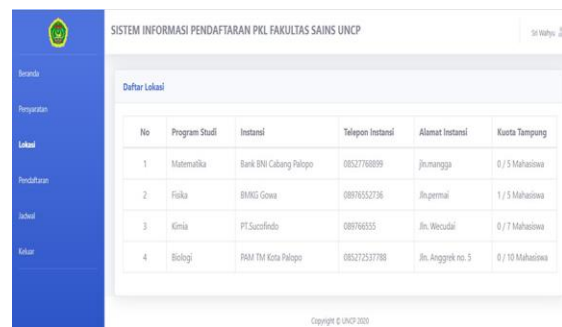 SISTEM INFORMASI PENDAFTARAN PKL FAKULTAS SAINS UNCP
Sri Wahyu
Beranda
Persyaratan
Lokasi
Pendaftaran
Jadwal
Keluar
Daftar Lokasi
No Program Studi Instansi Telepon Instansi Alamat Instansi Kuota Tampung
1 Matematika Bank BNI Cabang Palopo 08527768899 jln.mangga 0 / 5 Mahasiswa
2 Fisika BMKG Gowa 08976552736 Jln.permai 1 / 5 Mahasiswa
3 Kimia PT.Sucofindo 089766555 Jln. Wecudai 0 / 7 Mahasiswa
4 Biologi PAM TM Kota Palopo 085272537788 Jln. Anggrek no. 5 0 / 10 Mahasiswa
Copyright © UNCP 2020